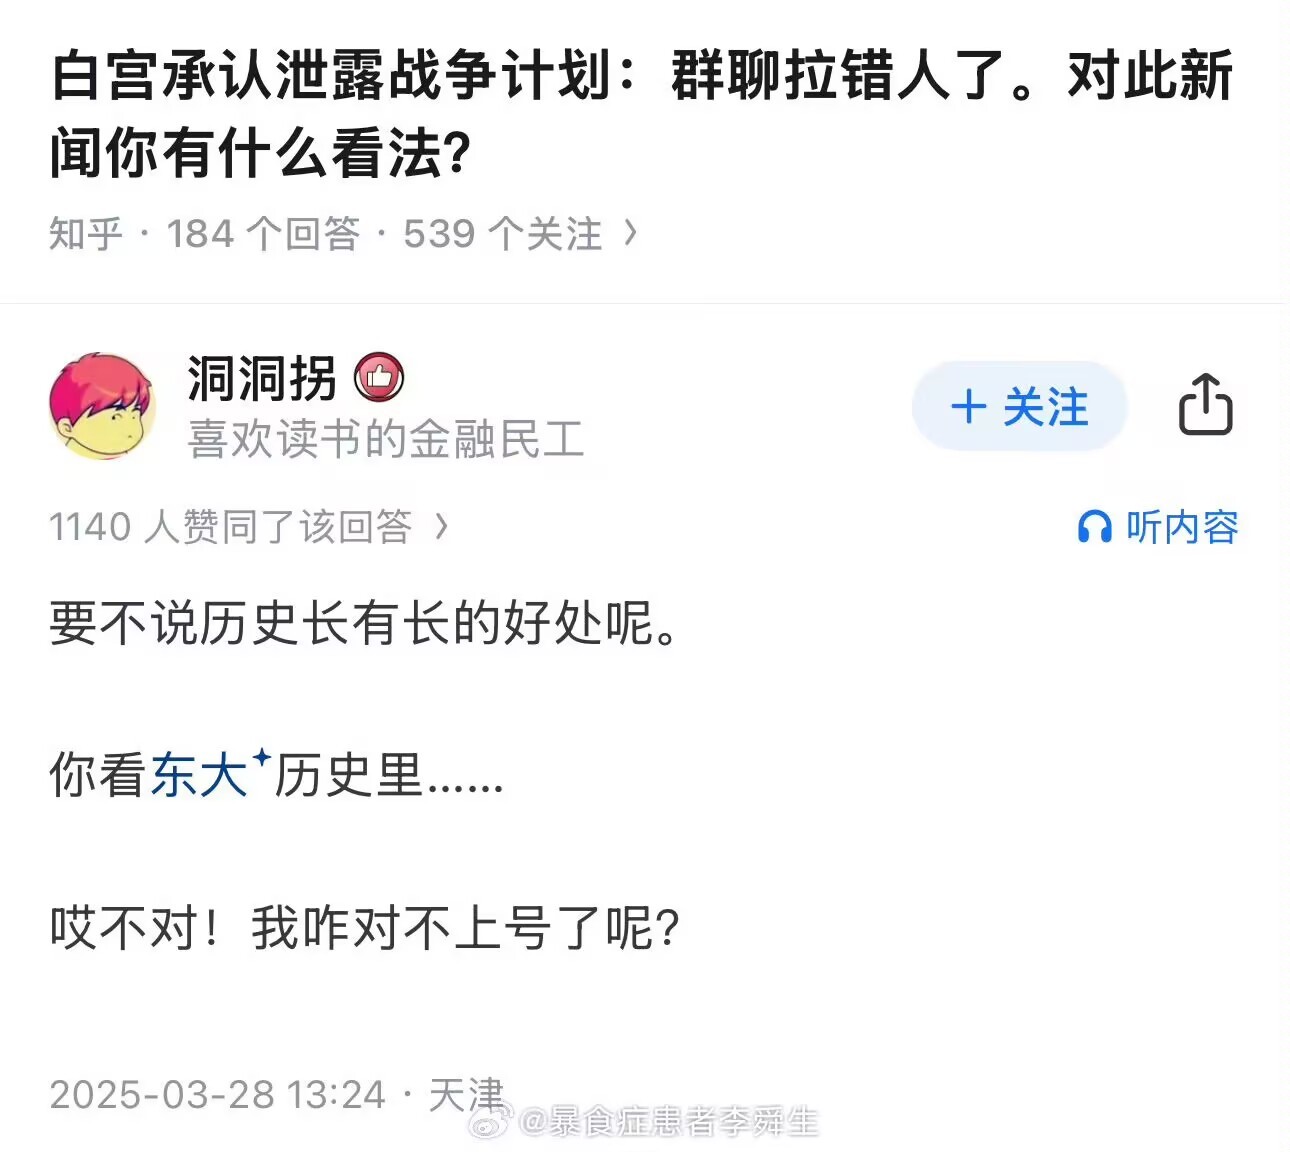 白宫承认泄露战争计划：群聊拉错人了。对此新
闻你有什么看法？
知乎 · 184 个回答 · 539 个关注 >
洞洞拐
喜欢读书的金融民工
+ 关注
1140 人赞同了该回答 >
听内容
要不说历史长有长的好处呢。
你看东大历史里……
哎不对！我咋对不上号了呢？
2025-03-28 13:24 · 天津
@暴食症患者李舜生